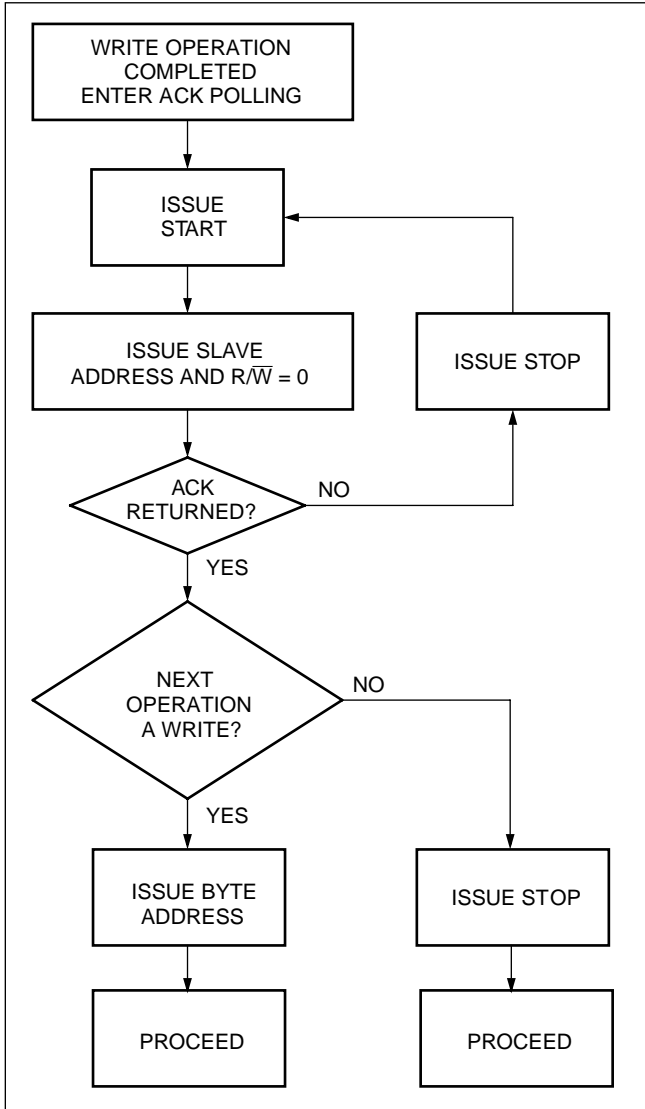 WRITE OPERATION
COMPLETED
ENTER ACK POLLING
ISSUE
START
ISSUE SLAVE
ADDRESS AND R/W̅ = 0
ISSUE STOP
ACK
RETURNED?
NO
YES
NEXT
OPERATION
A WRITE?
NO
YES
ISSUE BYTE
ADDRESS
ISSUE STOP
PROCEED
PROCEED